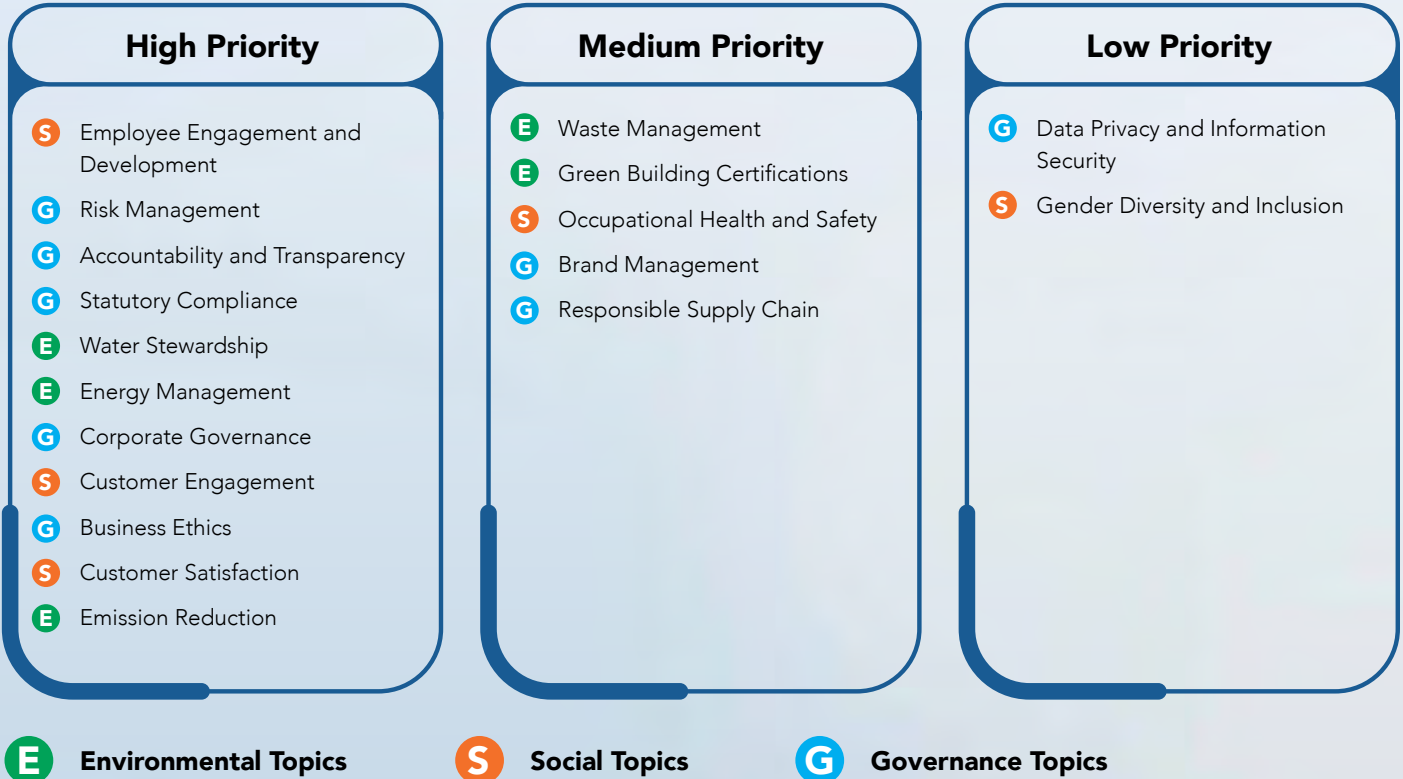 High Priority
S Employee Engagement and
Development
G Risk Management
G Accountability and Transparency
G Statutory Compliance
E Water Stewardship
E Energy Management
G Corporate Governance
S Customer Engagement
G Business Ethics
S Customer Satisfaction
E Emission Reduction
Medium Priority
E Waste Management
E Green Building Certifications
S Occupational Health and Safety
G Brand Management
G Responsible Supply Chain
Low Priority
G Data Privacy and Information
Security
S Gender Diversity and Inclusion
E Environmental Topics
S Social Topics
G Governance Topics